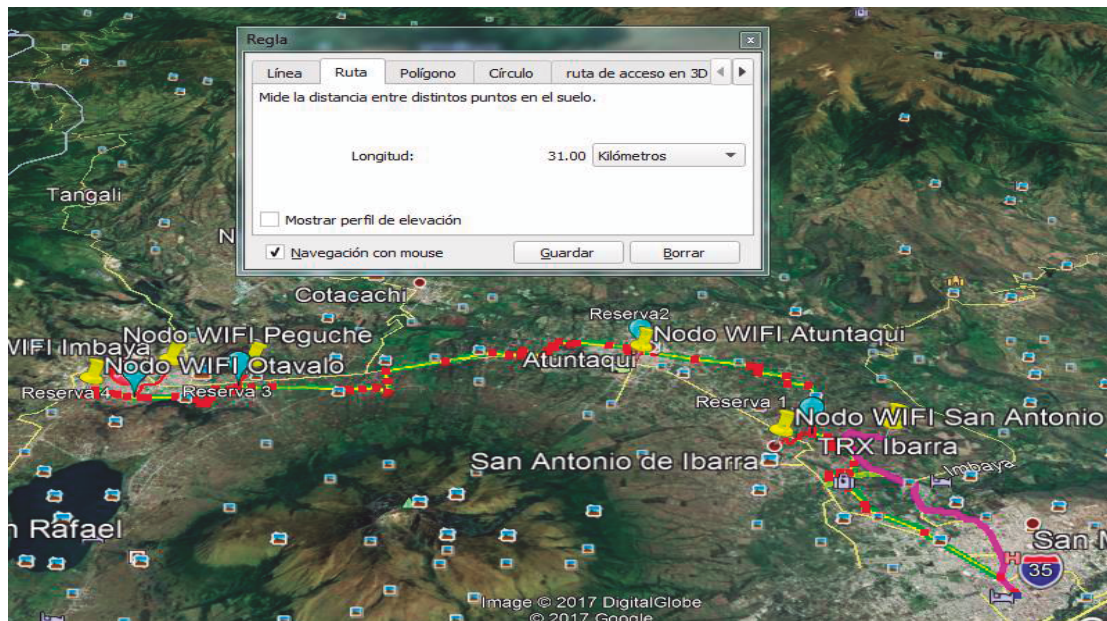 Regla
Línea
Ruta
Polígono
Círculo
ruta de acceso en 3D
Mide la distancia entre distintos puntos en el suelo.
Longitud:
31.00
Kilómetros
Mostrar perfil de elevación
Navegación con mouse
Guardar
Borrar
Tangali
N
Cotacachi
Reserva2
Nodo WIFI Peguche
Nodo WIFI Atuntaqui
WIFI Imbaya
Nodo WIFI Otavalo
Atuntaqui
Reserva 4
Reserva 3
Reserva 1
Nodo WIFI San Antonio
TRX Ibarra
San Antonio de Ibarra
Imbaya
n Rafael
San M
H
35
Image © 2017 DigitalGlobe
© 2017 Google